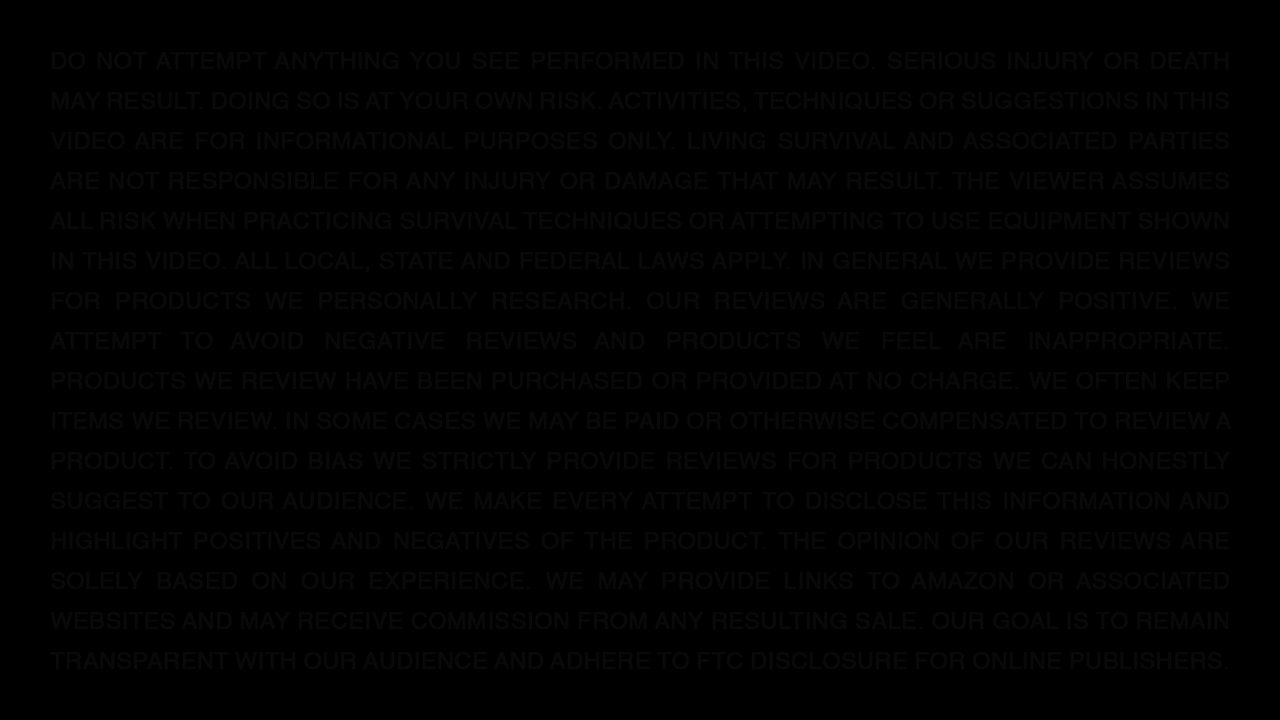 DO NOT ATTEMPT ANYTHING YOU SEE PERFORMED IN THIS VIDEO. SERIOUS INJURY OR DEATH
MAY RESULT. DOING SO IS AT YOUR OWN RISK. ACTIVITIES, TECHNIQUES OR SUGGESTIONS IN THIS
VIDEO ARE FOR INFORMATIONAL PURPOSES ONLY. LIVING SURVIVAL AND ASSOCIATED PARTIES
ARE NOT RESPONSIBLE FOR ANY INJURY OR DAMAGE THAT MAY RESULT. THE VIEWER ASSUMES
ALL RISK WHEN PRACTICING SURVIVAL TECHNIQUES OR ATTEMPTING TO USE EQUIPMENT SHOWN
IN THIS VIDEO. ALL LOCAL, STATE AND FEDERAL LAWS APPLY. IN GENERAL WE PROVIDE REVIEWS
FOR PRODUCTS WE PERSONALLY RESEARCH. OUR REVIEWS ARE GENERALLY POSITIVE. WE
ATTEMPT TO AVOID NEGATIVE REVIEWS AND PRODUCTS WE FEEL ARE INAPPROPRIATE.
PRODUCTS WE REVIEW HAVE BEEN PURCHASED OR PROVIDED AT NO CHARGE. WE OFTEN KEEP
ITEMS WE REVIEW. IN SOME CASES WE MAY BE PAID OR OTHERWISE COMPENSATED TO REVIEW A
PRODUCT. TO AVOID BIAS WE STRICTLY PROVIDE REVIEWS FOR PRODUCTS WE CAN HONESTLY
SUGGEST TO OUR AUDIENCE. WE MAKE EVERY ATTEMPT TO DISCLOSE THIS INFORMATION AND
HIGHLIGHT POSITIVES AND NEGATIVES OF THE PRODUCT. THE OPINION OF OUR REVIEWS ARE
SOLELY BASED ON OUR EXPERIENCE. WE MAY PROVIDE LINKS TO AMAZON OR ASSOCIATED
WEBSITES AND MAY RECEIVE COMMISSION FROM ANY RESULTING SALE. OUR GOAL IS TO REMAIN
TRANSPARENT WITH OUR AUDIENCE AND ADHERE TO FTC DISCLOSURE FOR ONLINE PUBLISHERS.